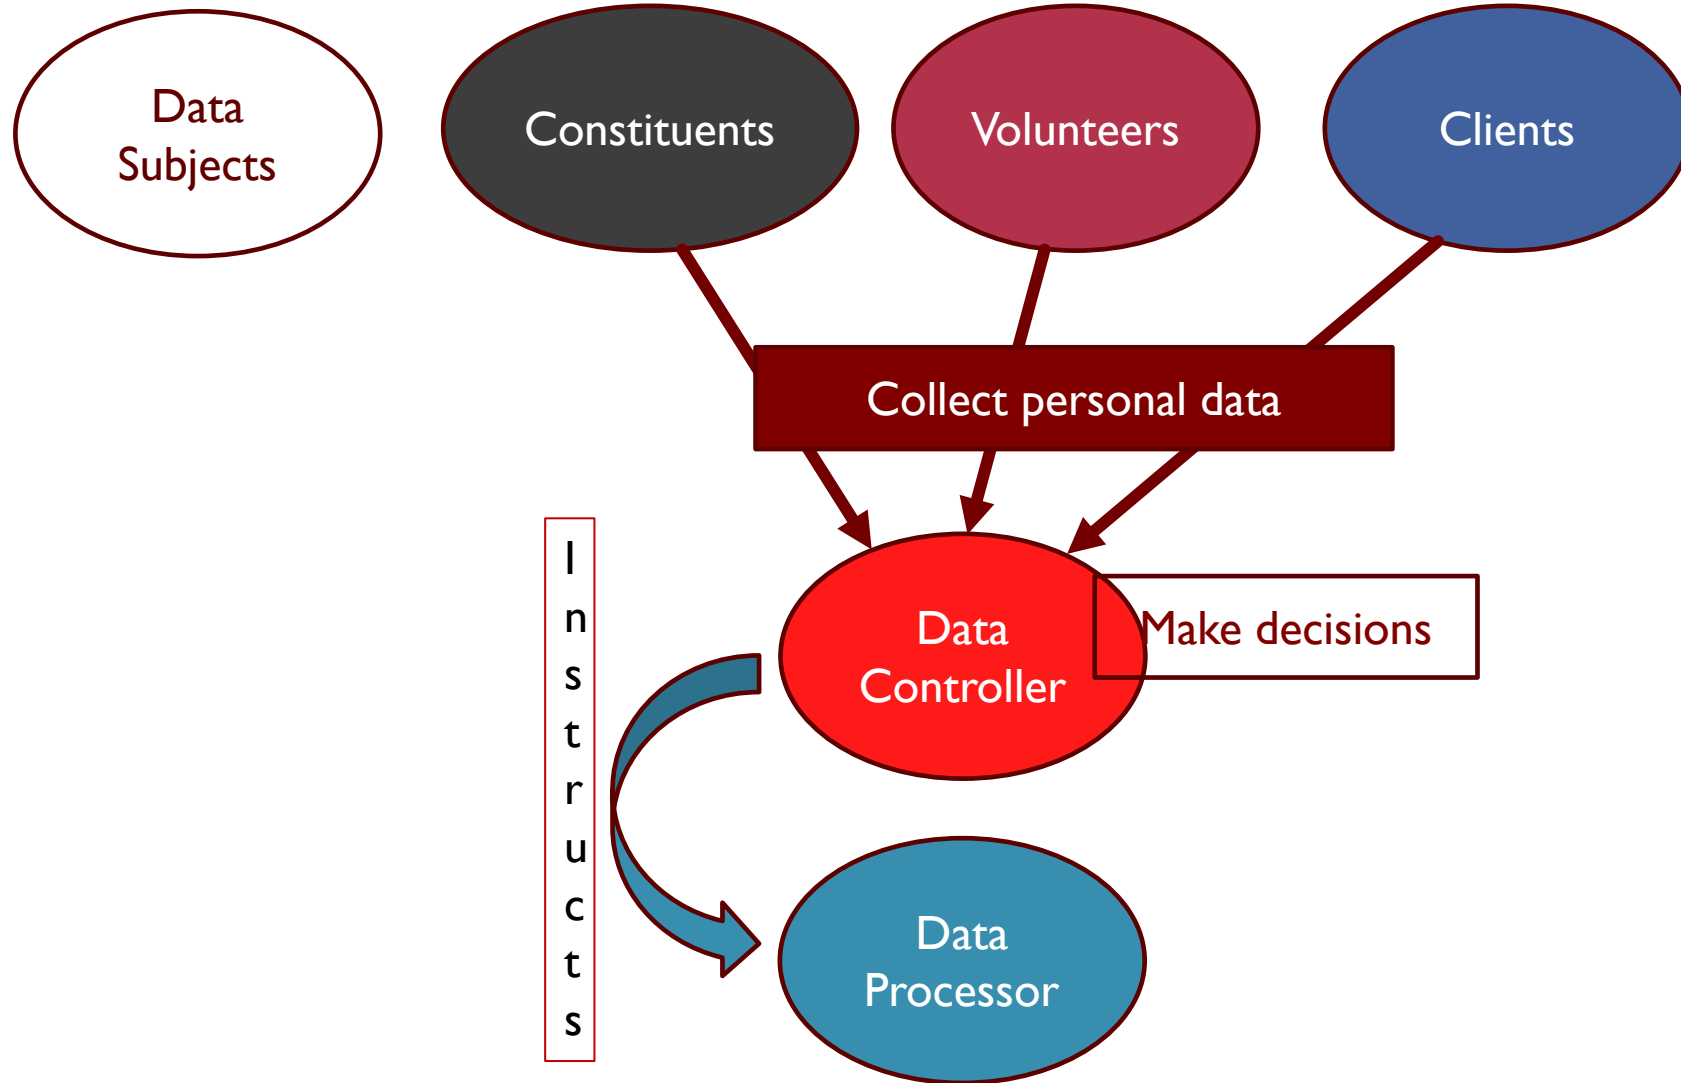 Data
Subjects
Constituents
Volunteers
Clients
Collect personal data
I
n
s
t
r
u
c
t
s
Data
Controller
Make decisions
Data
Processor